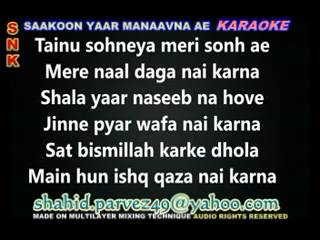 SNK
SAAKOON YAAR MANAAVNA AE KARAOKE
Tainu sohneya meri sonh ae
Mere naal daga nai karna
Shala yaar naseeb na hove
Jinne pyar wafa nai karna
Sat bismillah karke dhola
Main hun ishq qaza nai karna
shahid.parvez49@yahoo.com
MADE ON MULTILAYER MIXING TECHNIQUE AUDIO RIGHTS RESERVED